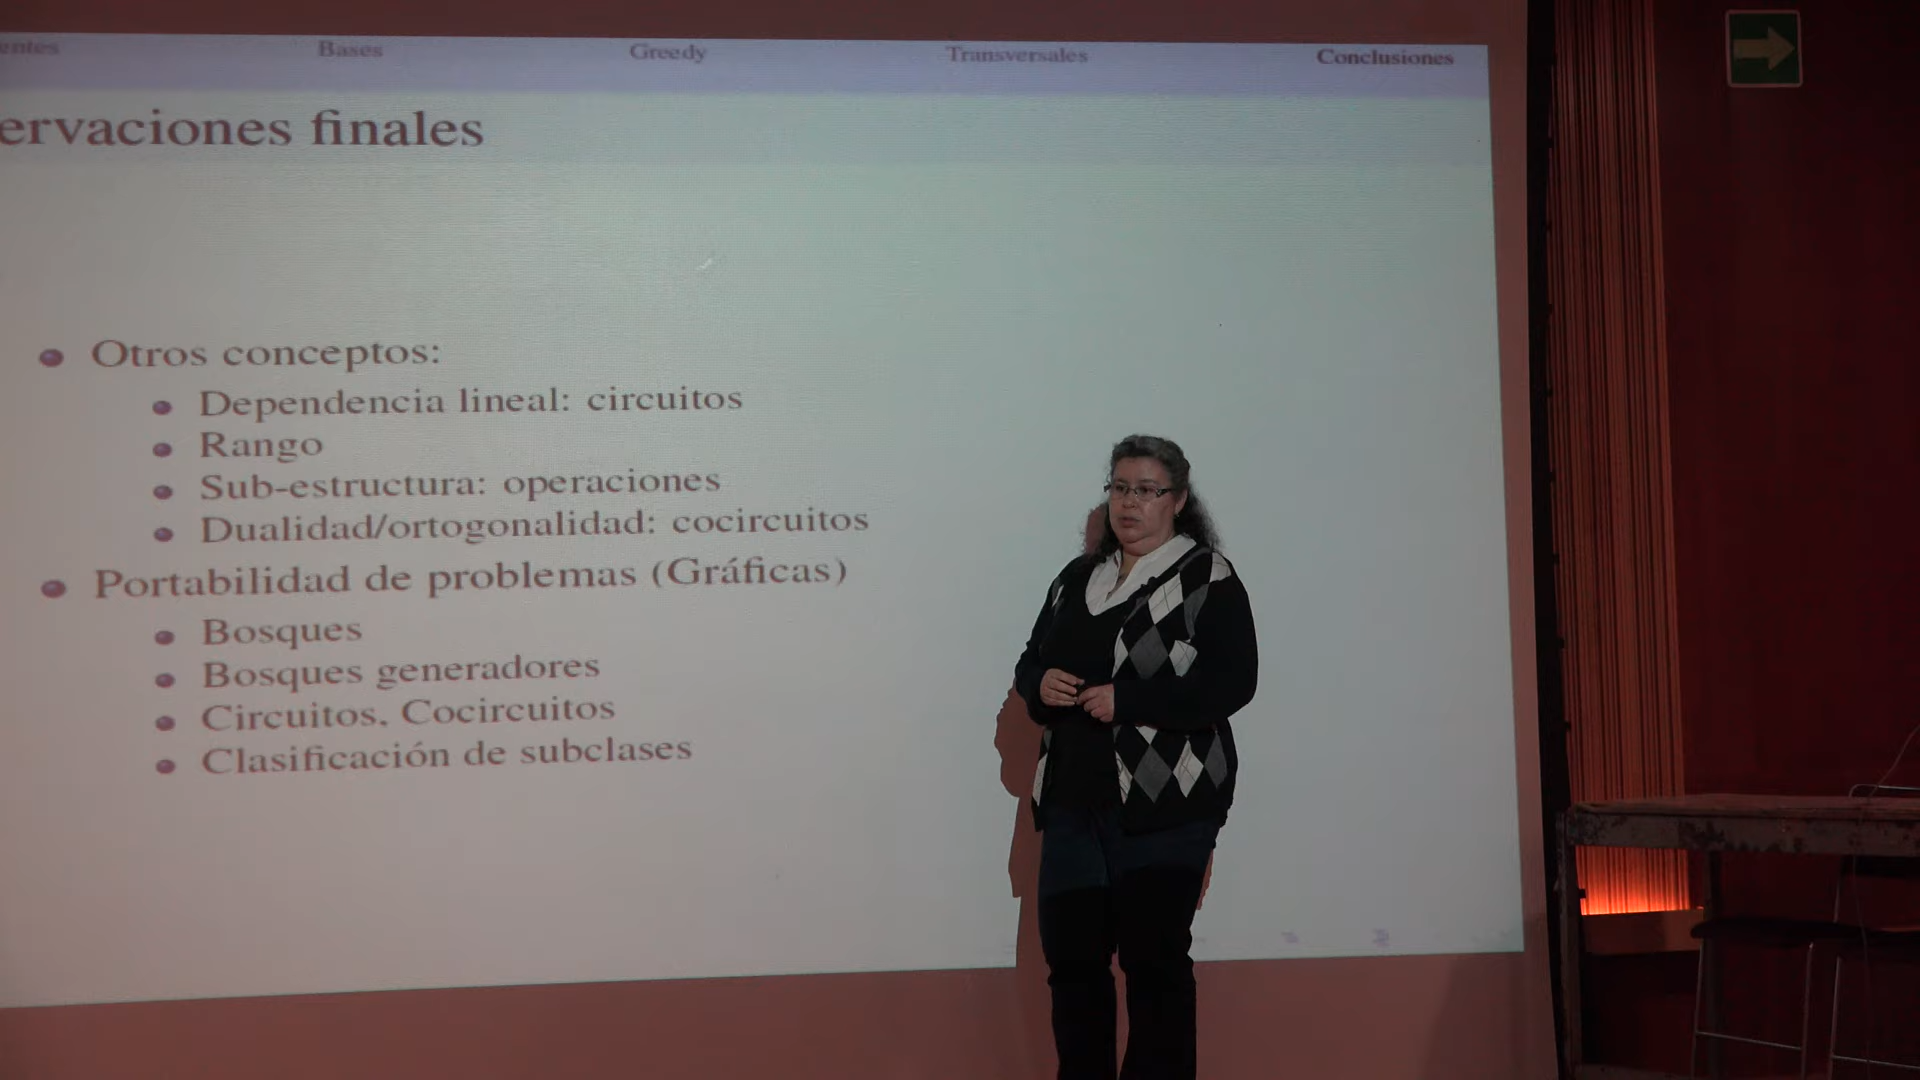 entes Bases Greedy Transversales Conclusiones
ervaciones finales
Otros conceptos:
Dependencia lineal: circuitos
Rango
Sub-estructura: operaciones
Dualidad/ortogonalidad: cocircuitos
Portabilidad de problemas (Gráficas)
Bosques
Bosques generadores
Circuitos. Cocircuitos
Clasificación de subclases